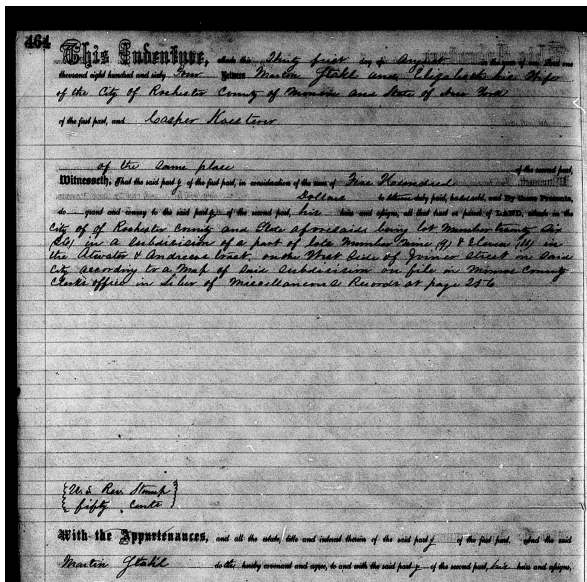 464
This Indenture, made this Thirty first day of August in the year of our Lord one
thousand eight hundred and sixty Four Between Martin Stahl and Elizabeth his Wife
of the City of Rochester County of Monroe and State of New York
of the first part, and Casper
of the same place of the second part,
Witnesseth, That the said part y of the first part, in consideration of the sum of Five Hundred
Dollars to duly paid, sold, and By these Presents,
do grant and convey to the said part y of the second part, his heirs and assigns, all that tract or parcel of LAND, situate in the
City of of Rochester County and State aforesaid being lot Number twenty Six
(26) in a subdivision of a part of lots Number Nine (9) & Eleven (11) in
the Atwater & Andrews tract, on the West Side of Joiner Street in said
City according to a Map of said subdivision on file in Monroe County
Clerks office in Liber of Miscellaneous Records at page 256
U.S. Rev. Stamp
fifty Cents
With the Appurtenances, and all the estate, title and interest therein of the said part y of the first part. And the said
Martin Stahl do hereby covenant and agree, to and with the said part y of the second part, his heirs and assigns,